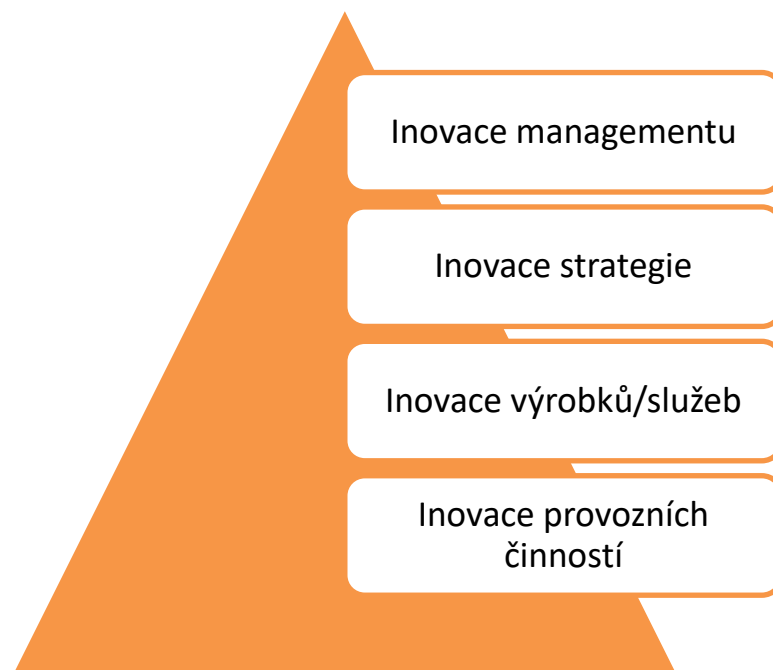 Inovace managementu
Inovace strategie
Inovace výrobků/služeb
Inovace provozních
činností